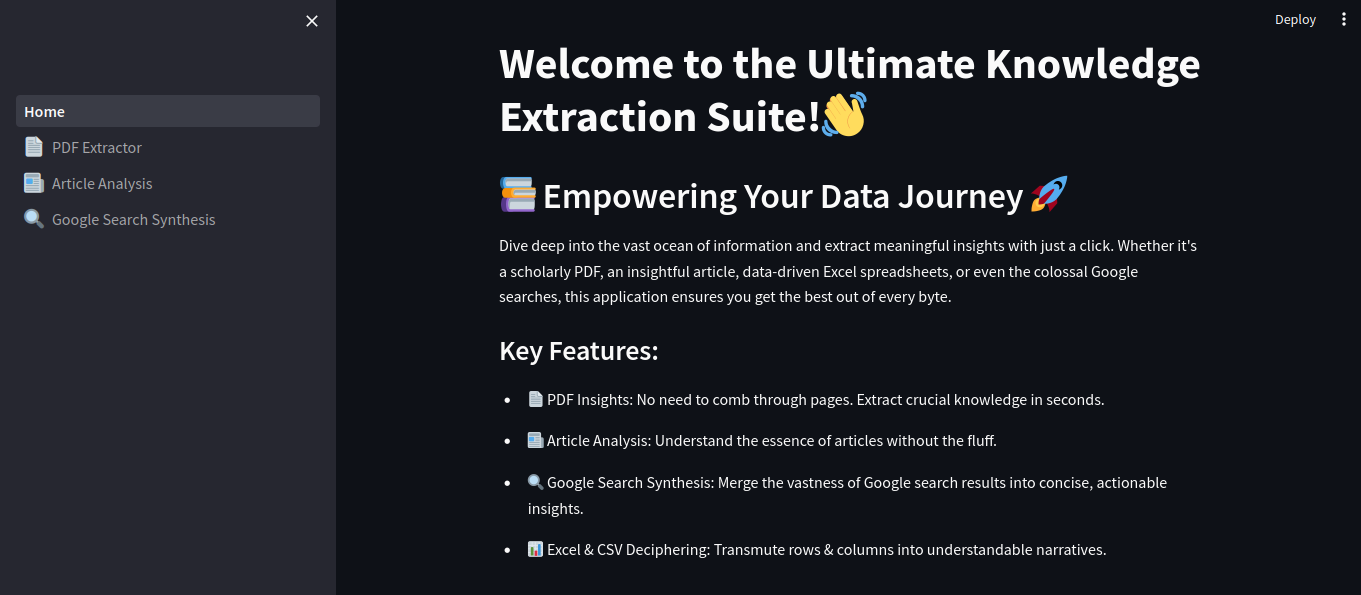 Deploy
Home
PDF Extractor
Article Analysis
Google Search Synthesis
Welcome to the Ultimate Knowledge
Extraction Suite!👋
📚 Empowering Your Data Journey 🚀
Dive deep into the vast ocean of information and extract meaningful insights with just a click. Whether it's
a scholarly PDF, an insightful article, data-driven Excel spreadsheets, or even the colossal Google
searches, this application ensures you get the best out of every byte.
Key Features:
• 📄 PDF Insights: No need to comb through pages. Extract crucial knowledge in seconds.
• 📰 Article Analysis: Understand the essence of articles without the fluff.
• 🔍 Google Search Synthesis: Merge the vastness of Google search results into concise, actionable
insights.
• 📊 Excel & CSV Deciphering: Transmute rows & columns into understandable narratives.